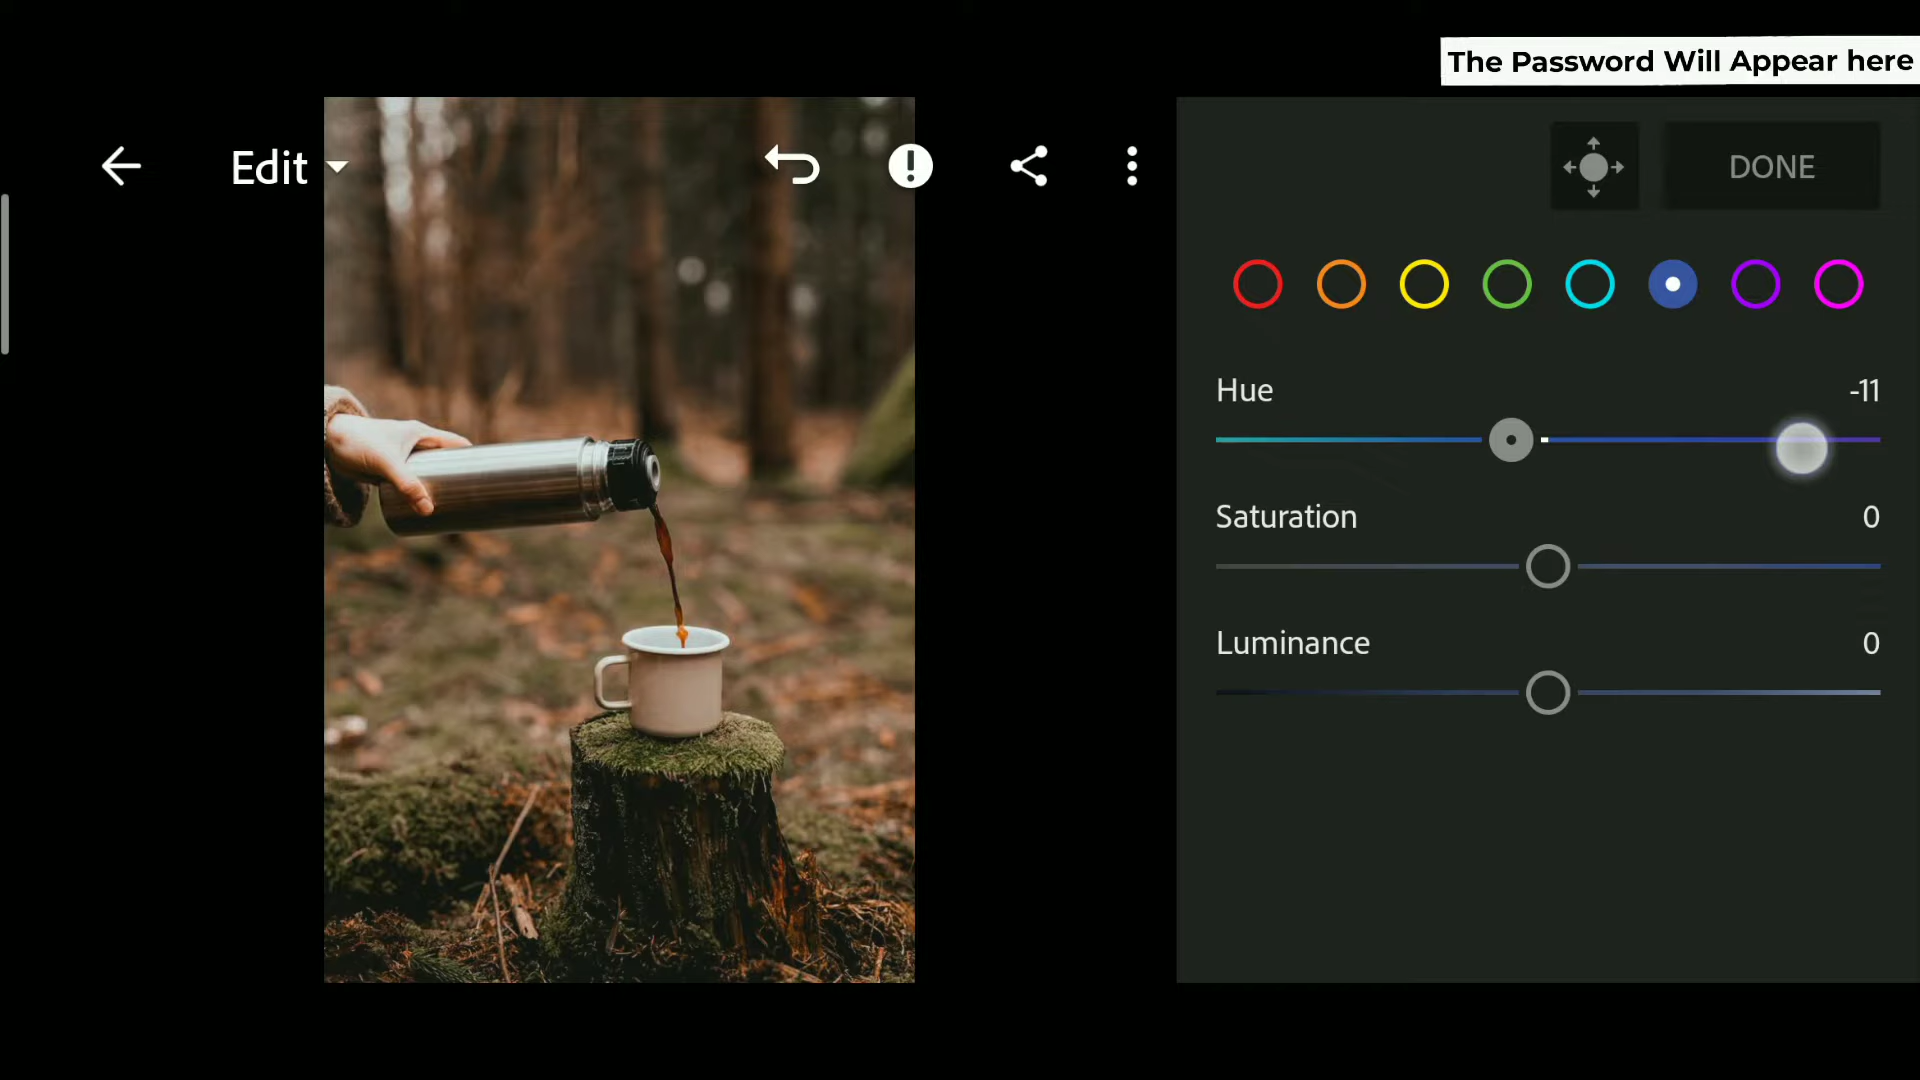 The Password Will Appear here
Edit
DONE
Hue -11
Saturation 0
Luminance 0